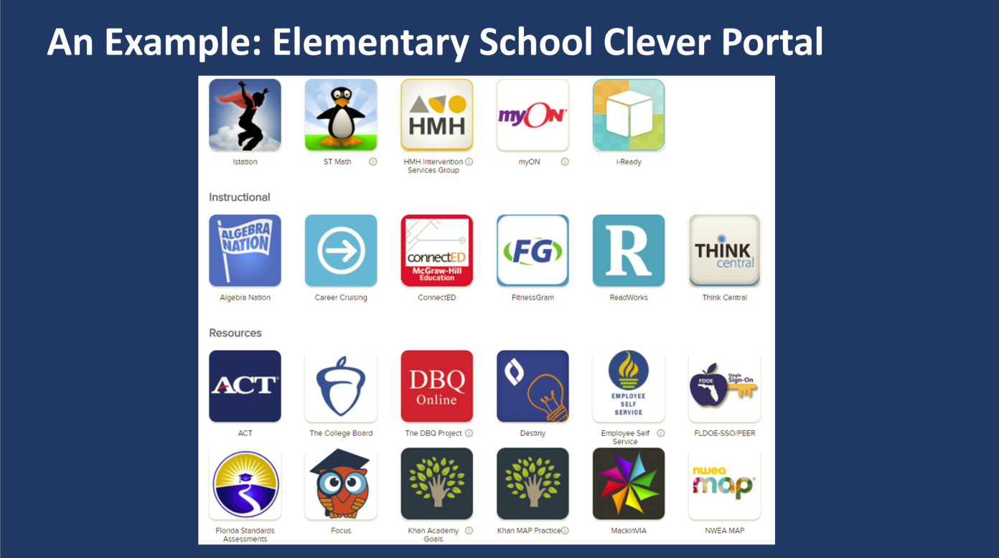 An Example: Elementary School Clever Portal
HMH
myON
Istation
ST Math
HMH Intervention
Services Group
myON
i-Ready
Instructional
ALGEBRA
NATION
connectED
McGraw-Hill
Education
FG
R
THINK
central
Algebra Nation
Career Cruising
ConnectED
FitnessGram
ReadWorks
Think Central
Resources
ACT
DBQ
Online
EMPLOYEE
SELF
SERVICE
FDOE
Single
Sign-On
ACT
The College Board
The DBQ Project
Destiny
Employee Self
Service
FLDOE-SSO/PEER
nwea
map
Florida Standards
Assessments
Focus
Khan Academy
Goals
Khan MAP Practice
MackinVIA
NWEA MAP